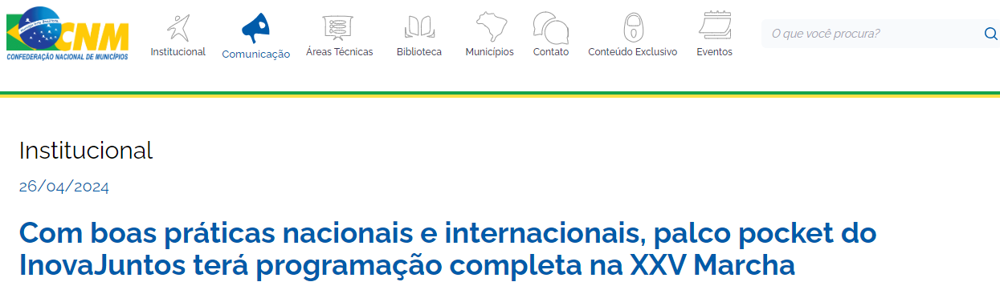 CNM
CONFEDERAÇÃO NACIONAL DE MUNICÍPIOS
Institucional
Comunicação
Áreas Técnicas
Biblioteca
Municípios
Contato
Conteúdo Exclusivo
Eventos
O que você procura?
Institucional
26/04/2024
Com boas práticas nacionais e internacionais, palco pocket do
InovaJuntos terá programação completa na XXV Marcha